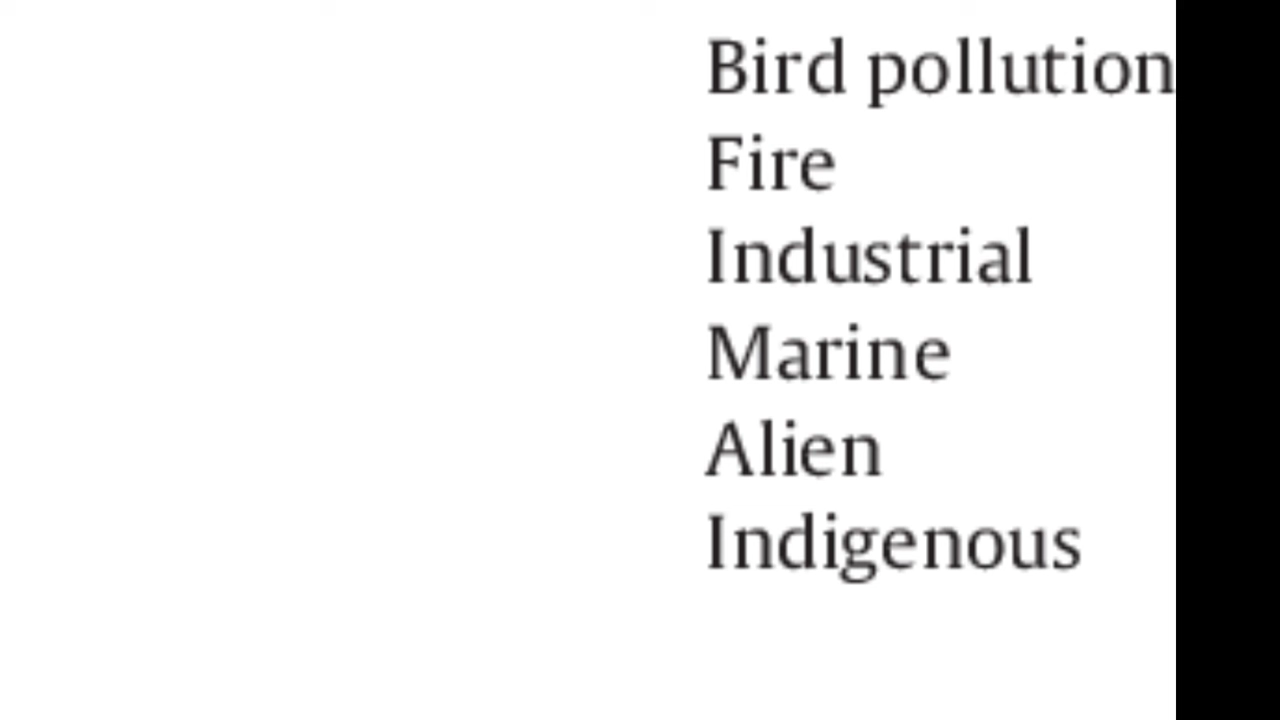 Bird pollution
Fire
Industrial
Marine
Alien
Indigenous